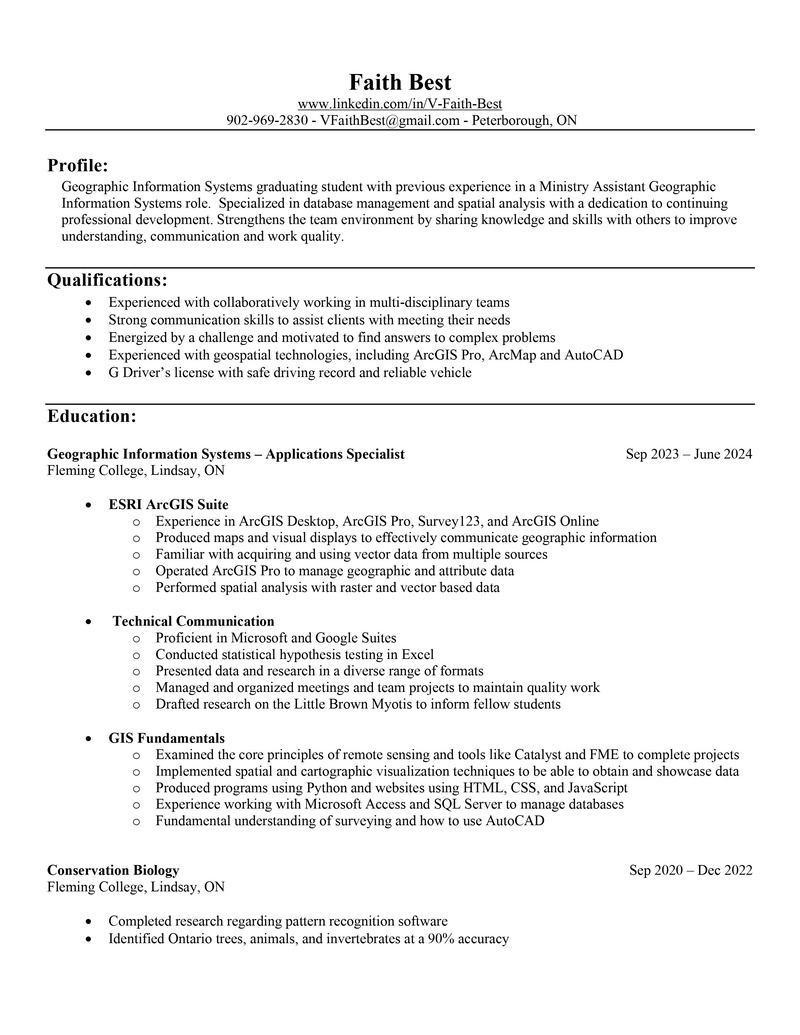 Faith Best
www.linkedin.com/in/V-Faith-Best
902-969-2830 - VFaithBest@gmail.com - Peterborough, ON
Profile:
Geographic Information Systems graduating student with previous experience in a Ministry Assistant Geographic
Information Systems role.  Specialized in database management and spatial analysis with a dedication to continuing
professional development. Strengthens the team environment by sharing knowledge and skills with others to improve
understanding, communication and work quality.
Qualifications:
• Experienced with collaboratively working in multi-disciplinary teams
• Strong communication skills to assist clients with meeting their needs
• Energized by a challenge and motivated to find answers to complex problems
• Experienced with geospatial technologies, including ArcGIS Pro, ArcMap and AutoCAD
• G Driver's license with safe driving record and reliable vehicle
Education:
Geographic Information Systems – Applications Specialist Sep 2023 – June 2024
Fleming College, Lindsay, ON
• ESRI ArcGIS Suite
o Experience in ArcGIS Desktop, ArcGIS Pro, Survey123, and ArcGIS Online
o Produced maps and visual displays to effectively communicate geographic information
o Familiar with acquiring and using vector data from multiple sources
o Operated ArcGIS Pro to manage geographic and attribute data
o Performed spatial analysis with raster and vector based data
• Technical Communication
o Proficient in Microsoft and Google Suites
o Conducted statistical hypothesis testing in Excel
o Presented data and research in a diverse range of formats
o Managed and organized meetings and team projects to maintain quality work
o Drafted research on the Little Brown Myotis to inform fellow students
• GIS Fundamentals
o Examined the core principles of remote sensing and tools like Catalyst and FME to complete projects
o Implemented spatial and cartographic visualization techniques to be able to obtain and showcase data
o Produced programs using Python and websites using HTML, CSS, and JavaScript
o Experience working with Microsoft Access and SQL Server to manage databases
o Fundamental understanding of surveying and how to use AutoCAD
Conservation Biology Sep 2020 – Dec 2022
Fleming College, Lindsay, ON
• Completed research regarding pattern recognition software
• Identified Ontario trees, animals, and invertebrates at a 90% accuracy